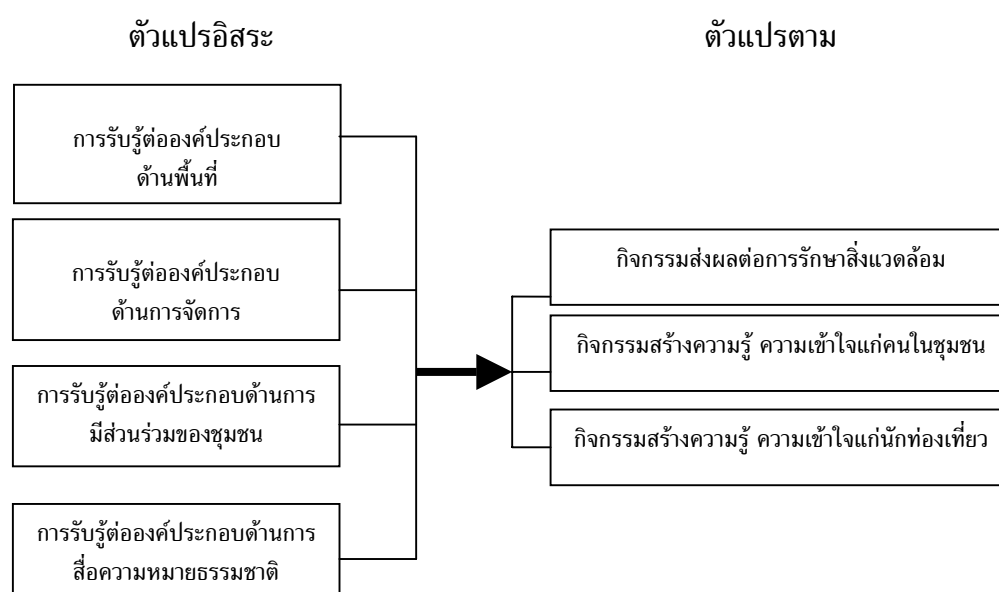 ตัวแปรอิสระ
ตัวแปรตาม
การรับรู้ต่อองค์ประกอบ
ด้านพื้นที่
การรับรู้ต่อองค์ประกอบ
ด้านการจัดการ
การรับรู้ต่อองค์ประกอบด้านการ
มีส่วนร่วมของชุมชน
การรับรู้ต่อองค์ประกอบด้านการ
สื่อความหมายธรรมชาติ
กิจกรรมส่งผลต่อการรักษาสิ่งแวดล้อม
กิจกรรมสร้างความรู้ ความเข้าใจแก่คนในชุมชน
กิจกรรมสร้างความรู้ ความเข้าใจแก่นักท่องเที่ยว